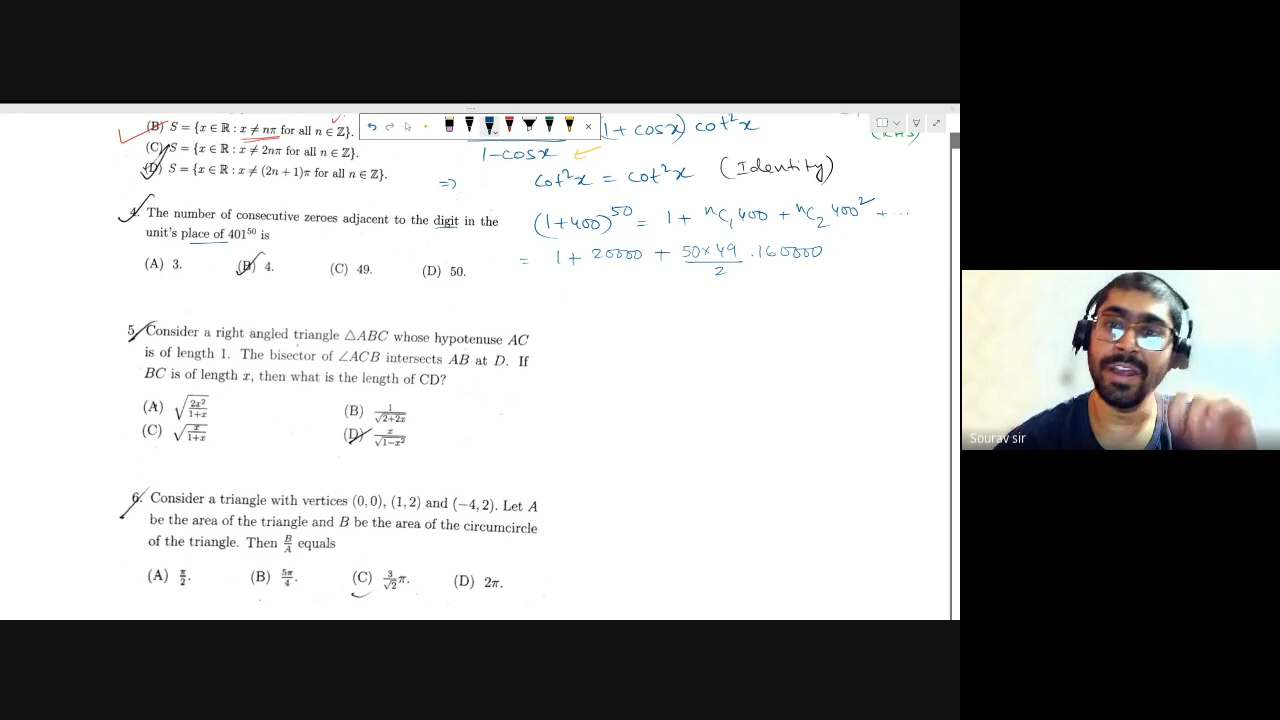 (B) S = {x ∈ ℝ : x ≠ nπ for all n ∈ ℤ}.
(C) S = {x ∈ ℝ : x ≠ 2nπ for all n ∈ ℤ}.
(D) S = {x ∈ ℝ : x ≠ (2n + 1)π for all n ∈ ℤ}.
(1 + cosx) cot²x
1 - cosx
(RHS)
⇒ cot²x = cot²x (Identity)
4. The number of consecutive zeroes adjacent to the digit in the
unit's place of 401⁵⁰ is
(A) 3. (B) 4. (C) 49. (D) 50.
(1+400)⁵⁰ = 1 + ⁿC₁ 400 + ⁿC₂ 400² + ...
= 1 + 20000 + 50×49/2 . 160000
5. Consider a right angled triangle △ABC whose hypotenuse AC
is of length 1. The bisector of ∠ACB intersects AB at D. If
BC is of length x, then what is the length of CD?
(A) √(2x²/(1+x)) (B) 1/√(2+2x)
(C) √(x/(1+x)) (D) x/√(1−x²)
6. Consider a triangle with vertices (0, 0), (1, 2) and (−4, 2). Let A
be the area of the triangle and B be the area of the circumcircle
of the triangle. Then B/A equals
(A) π/2. (B) 5π/4. (C) 3/√2 π. (D) 2π.
Sourav sir